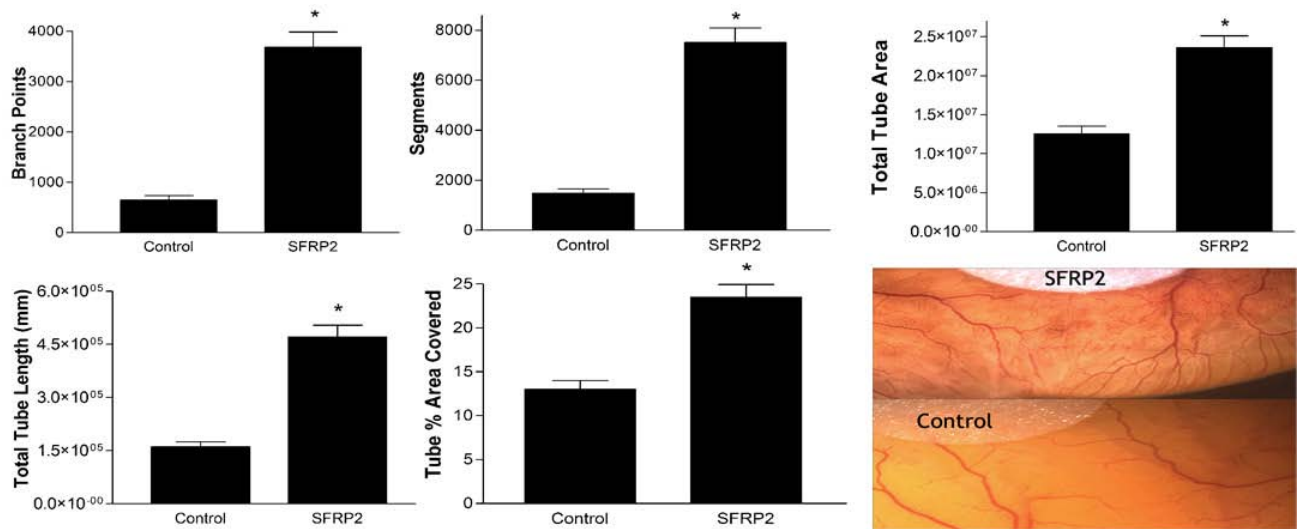 Branch Points
4000
3000
2000
1000
0
*
Control
SFRP2
Segments
8000
6000
4000
2000
0
*
Control
SFRP2
Total Tube Area
2.5×10⁰⁷
2.0×10⁰⁷
1.5×10⁰⁷
1.0×10⁰⁷
5.0×10⁰⁶
0.0×10⁻⁰⁰
*
Control
SFRP2
Total Tube Length (mm)
6.0×10⁰⁵
4.5×10⁰⁵
3.0×10⁰⁵
1.5×10⁰⁵
0.0×10⁻⁰⁰
*
Control
SFRP2
Tube % Area Covered
25
20
15
10
5
0
*
Control
SFRP2
SFRP2
Control